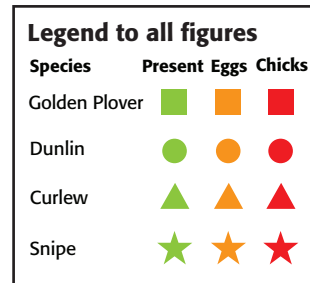 Legend to all figures
Species Present Eggs Chicks
Golden Plover
Dunlin
Curlew
Snipe